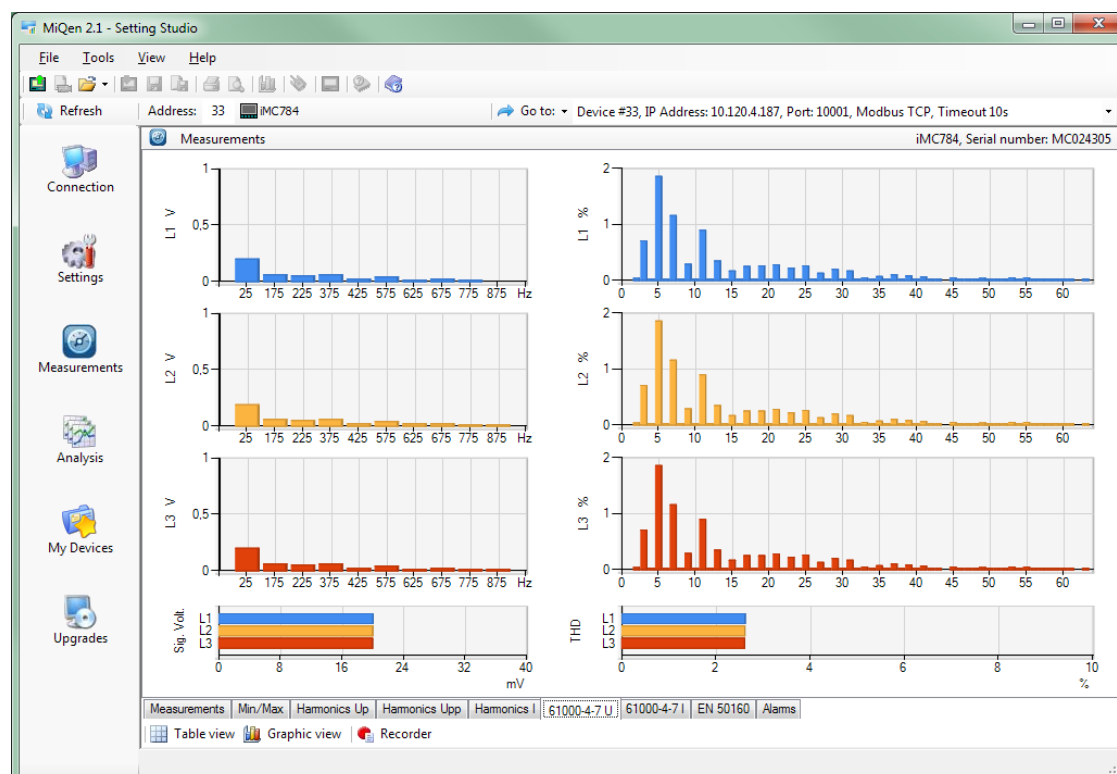 MiQen 2.1 - Setting Studio
File Tools View Help
Refresh Address: 33 iMC784 Go to: Device #33, IP Address: 10.120.4.187, Port: 10001, Modbus TCP, Timeout 10s
Measurements iMC784, Serial number: MC024305
Connection
Settings
Measurements
Analysis
My Devices
Upgrades
1
0,5
0
L1 V
25 175 225 375 425 575 625 675 775 875 Hz
2
1
0
L1 %
0 5 10 15 20 25 30 35 40 45 50 55 60
1
0,5
0
L2 V
25 175 225 375 425 575 625 675 775 875 Hz
2
1
0
L2 %
0 5 10 15 20 25 30 35 40 45 50 55 60
1
0,5
0
L3 V
25 175 225 375 425 575 625 675 775 875 Hz
2
1
0
L3 %
0 5 10 15 20 25 30 35 40 45 50 55 60
Sig. Volt.
L1
L2
L3
0 8 16 24 32 40
mV
THD
L1
L2
L3
0 2 4 6 8 10
%
Measurements Min/Max Harmonics Up Harmonics Upp Harmonics I 61000-4-7 U 61000-4-7 I EN 50160 Alarms
Table view Graphic view Recorder